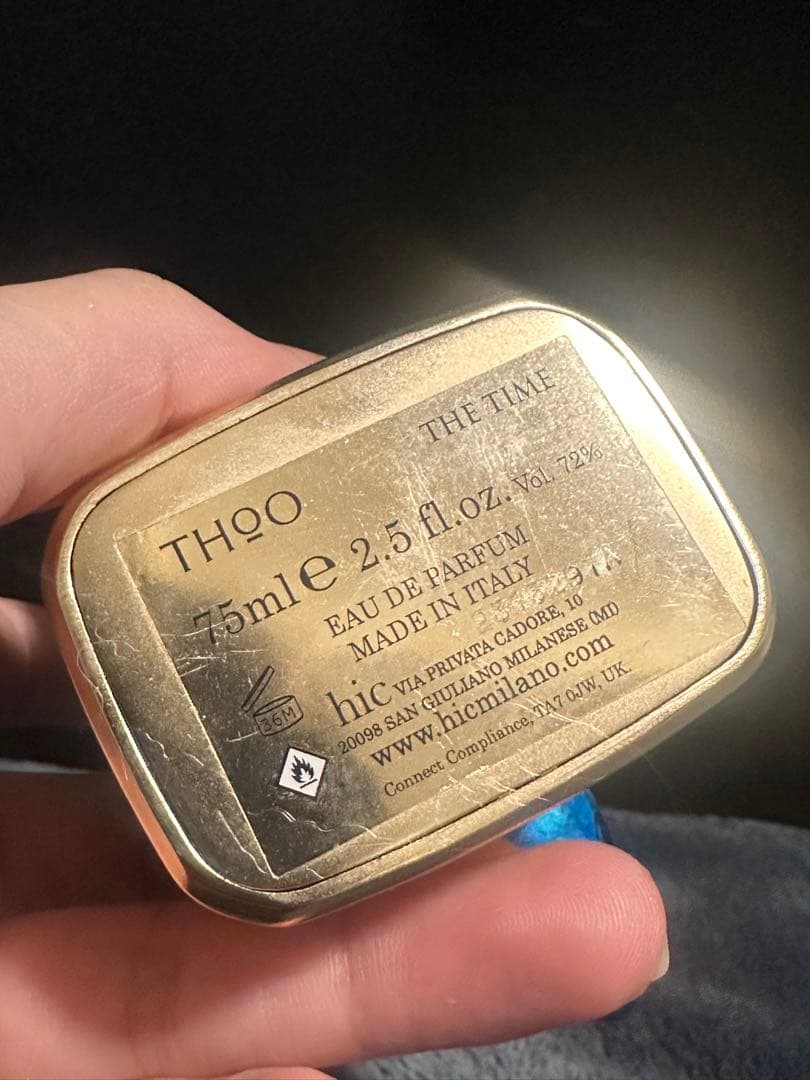 THE TIME
THOO
75ml e 2.5 fl.oz. Vol 72%
EAU DE PARFUM
MADE IN ITALY
hic VIA PRIVATA CADORE, 10
20098 SAN GIULIANO MILANESE (MI)
www.hicmilano.com
Connect Compliance, TA7 0JW, UK.
36M